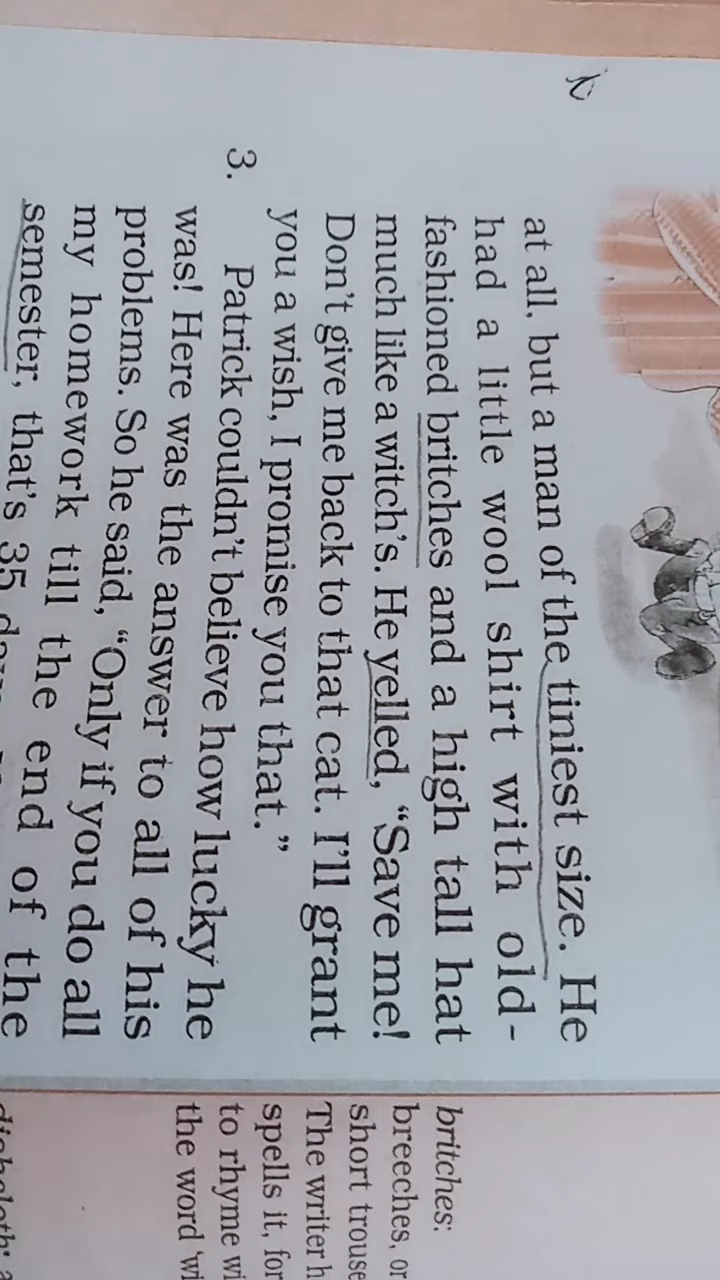 at all, but a man of the tiniest size. He
had a little wool shirt with old-
fashioned britches and a high tall hat
much like a witch's. He yelled, “Save me!
Don't give me back to that cat. I'll grant
you a wish, I promise you that.”
3. Patrick couldn't believe how lucky he
was! Here was the answer to all of his
problems. So he said, “Only if you do all
my homework till the end of the
semester, that's 35
britches:
breeches, or
short trouse
The writer h
spells it, for
to rhyme wi
the word ‘wi